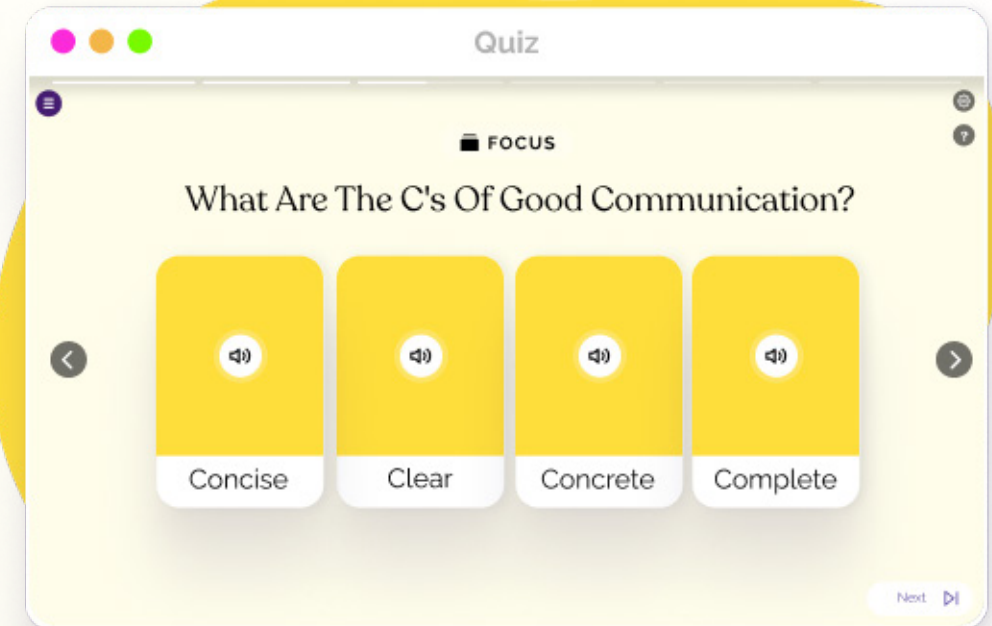 Quiz
FOCUS
What Are The C's Of Good Communication?
Concise
Clear
Concrete
Complete
Next